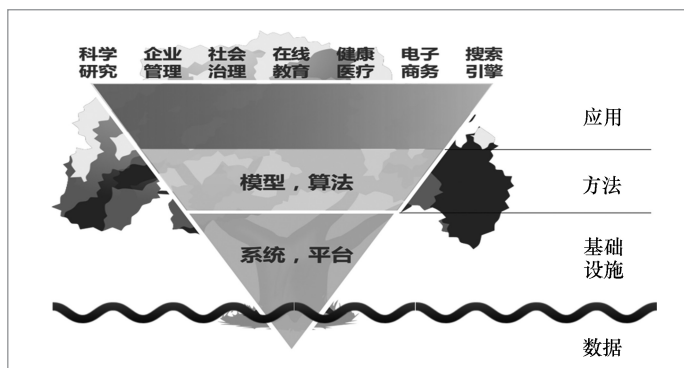 科学 企业 社会 在线 健康 电子 搜索
研究 管理 治理 教育 医疗 商务 引擎
应用
模型，算法
方法
系统，平台
基础
设施
数据